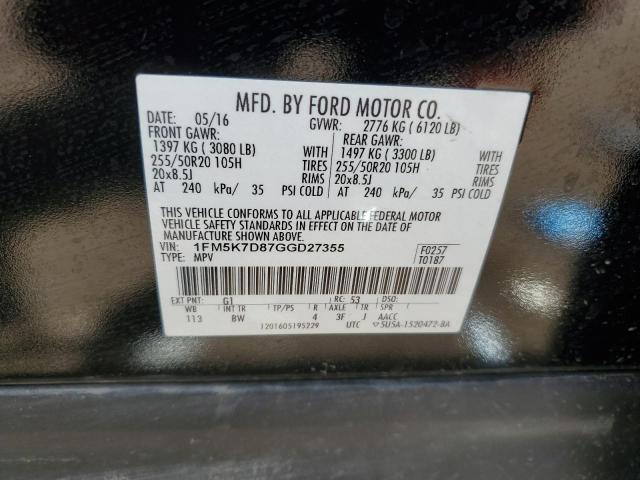 MFD. BY FORD MOTOR CO.
DATE: 05/16 GVWR: 2776 KG ( 6120 LB)
FRONT GAWR: REAR GAWR:
1397 KG ( 3080 LB) WITH 1497 KG ( 3300 LB) WITH
255/50R20 105H TIRES 255/50R20 105H TIRES
20x8.5J RIMS 20x8.5J RIMS
AT 240 kPa/ 35 PSI COLD AT 240 kPa/ 35 PSI COLD
THIS VEHICLE CONFORMS TO ALL APPLICABLE FEDERAL MOTOR
VEHICLE SAFETY STANDARDS IN EFFECT ON THE DATE OF
MANUFACTURE SHOWN ABOVE.
VIN: 1FM5K7D87GGD27355 F0257
TYPE: MPV T0187
EXT PNT: G1 RC: 53 DSO:
WB INT TR TP/PS R AXLE TR SPR
113 BW 4 3F J AACC
1201605195229 UTC 5U5A-1520472-BA